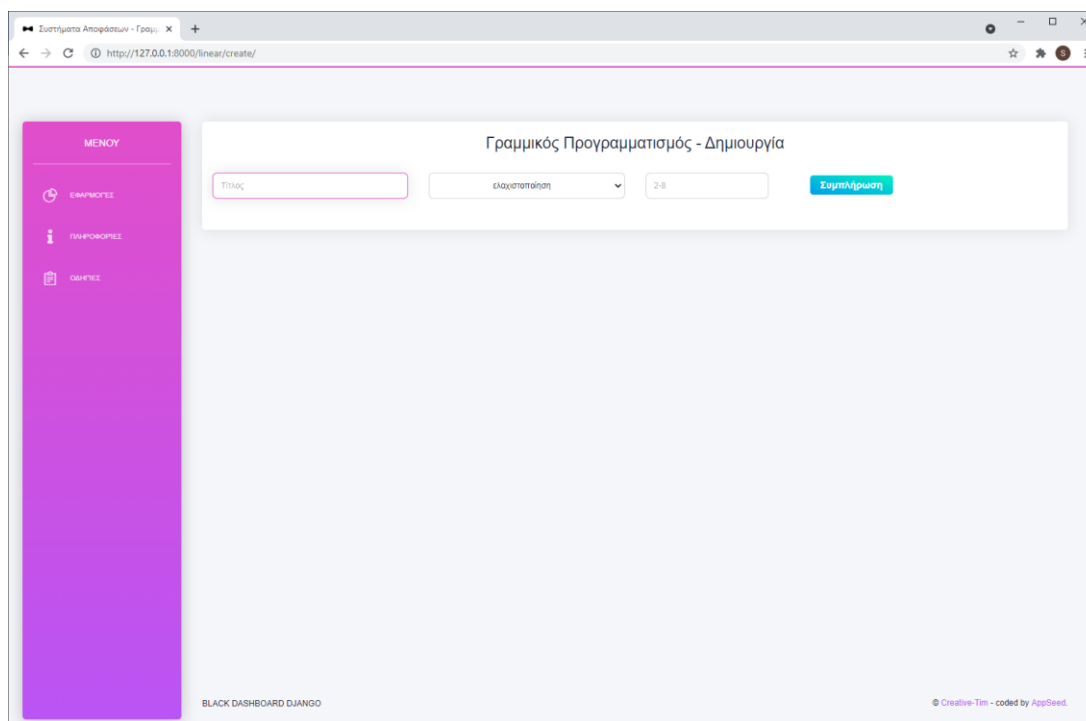 Συστήματα Αποφάσεων - Γραμμ
http://127.0.0.1:8000/linear/create/
S
ΜΕΝΟΥ
ΕΦΑΡΜΟΓΕΣ
ΠΛΗΡΟΦΟΡΙΕΣ
ΟΔΗΓΙΕΣ
Γραμμικός Προγραμματισμός - Δημιουργία
Τίτλος
ελαχιστοποίηση
2-8
Συμπλήρωση
BLACK DASHBOARD DJANGO
© Creative-Tim - coded by AppSeed.